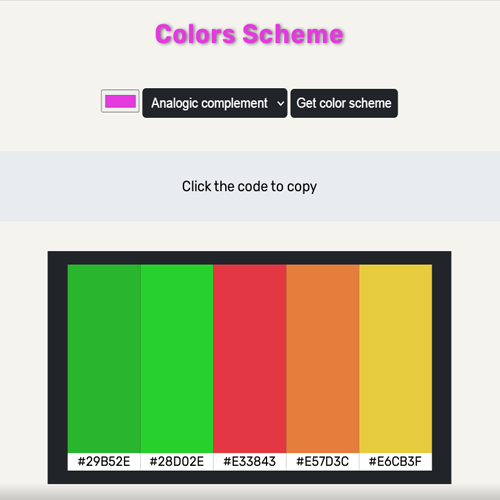 Colors Scheme
Analogic complement Get color scheme
Click the code to copy
#29B52E #28D02E #E33843 #E57D3C #E6CB3F